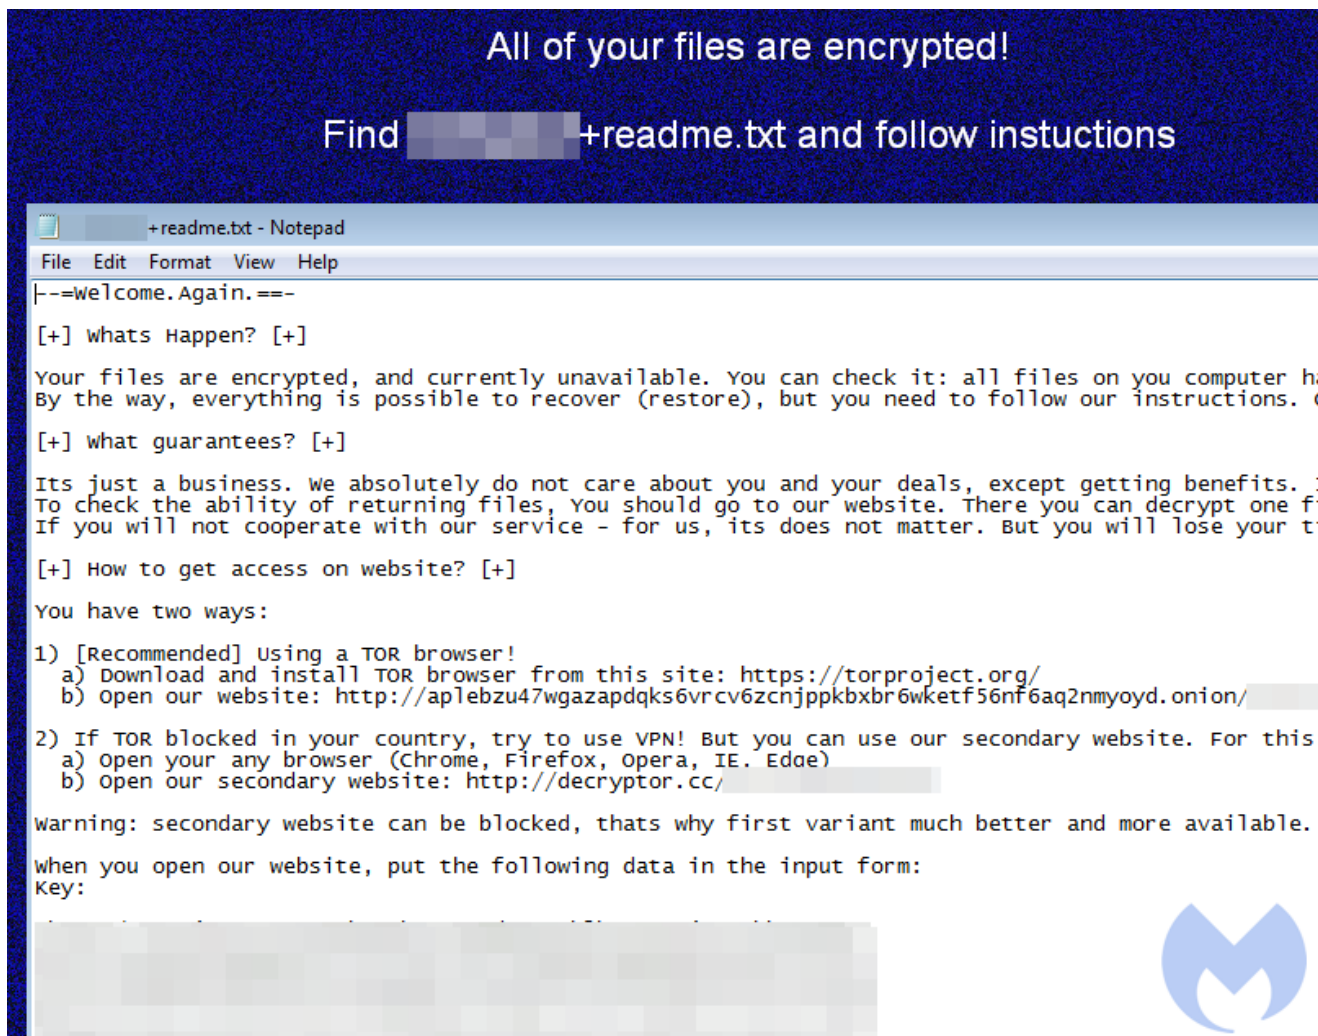 All of your files are encrypted!
Find +readme.txt and follow instuctions
+readme.txt - Notepad
File Edit Format View Help
--=Welcome.Again.==-
[+] Whats Happen? [+]
Your files are encrypted, and currently unavailable. You can check it: all files on you computer ha
By the way, everything is possible to recover (restore), but you need to follow our instructions.
[+] What guarantees? [+]
Its just a business. We absolutely do not care about you and your deals, except getting benefits.
To check the ability of returning files, You should go to our website. There you can decrypt one f
If you will not cooperate with our service - for us, its does not matter. But you will lose your t
[+] How to get access on website? [+]
You have two ways:
1) [Recommended] Using a TOR browser!
a) Download and install TOR browser from this site: https://torproject.org/
b) Open our website: http://aplebzu47wgazapdqks6vrcv6zcnjppkbxbr6wketf56nf6aq2nmyoyd.onion/
2) If TOR blocked in your country, try to use VPN! But you can use our secondary website. For this
a) Open your any browser (Chrome, Firefox, Opera, IE, Edge)
b) Open our secondary website: http://decryptor.cc/
Warning: secondary website can be blocked, thats why first variant much better and more available.
When you open our website, put the following data in the input form:
Key: